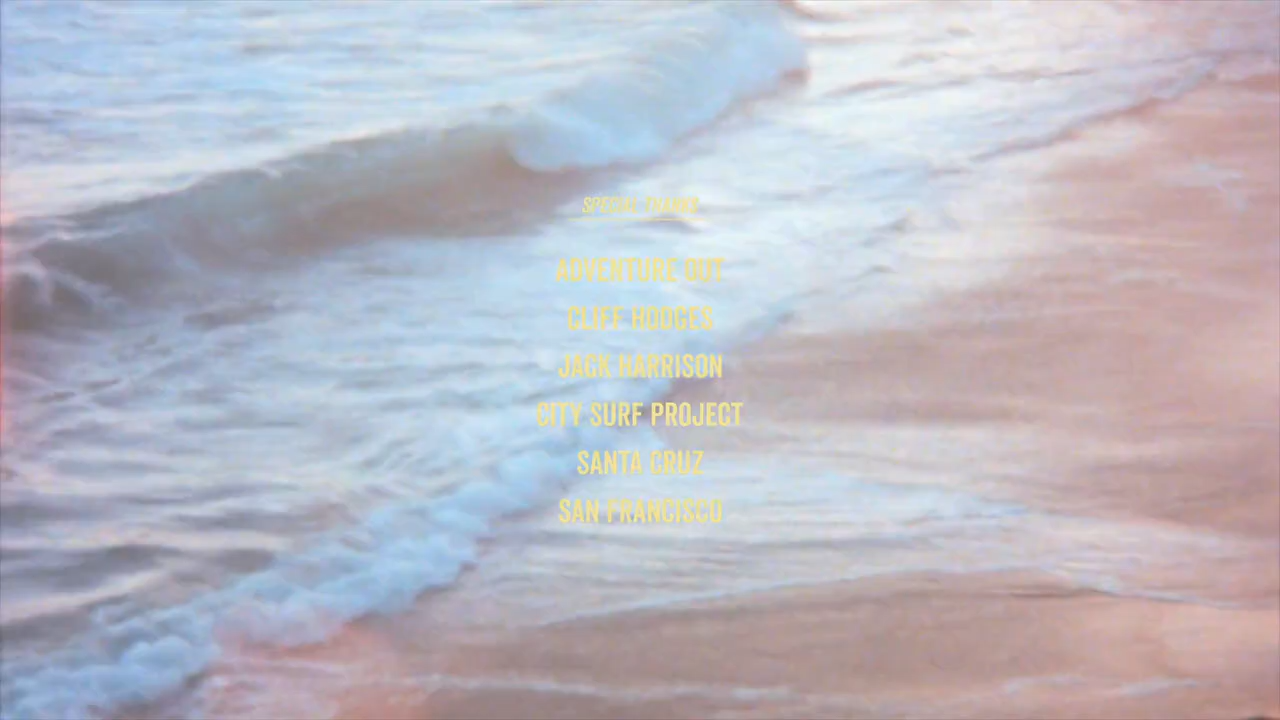 SPECIAL THANKS
ADVENTURE OUT
CLIFF HODGES
JACK HARRISON
CITY SURF PROJECT
SANTA CRUZ
SAN FRANCISCO